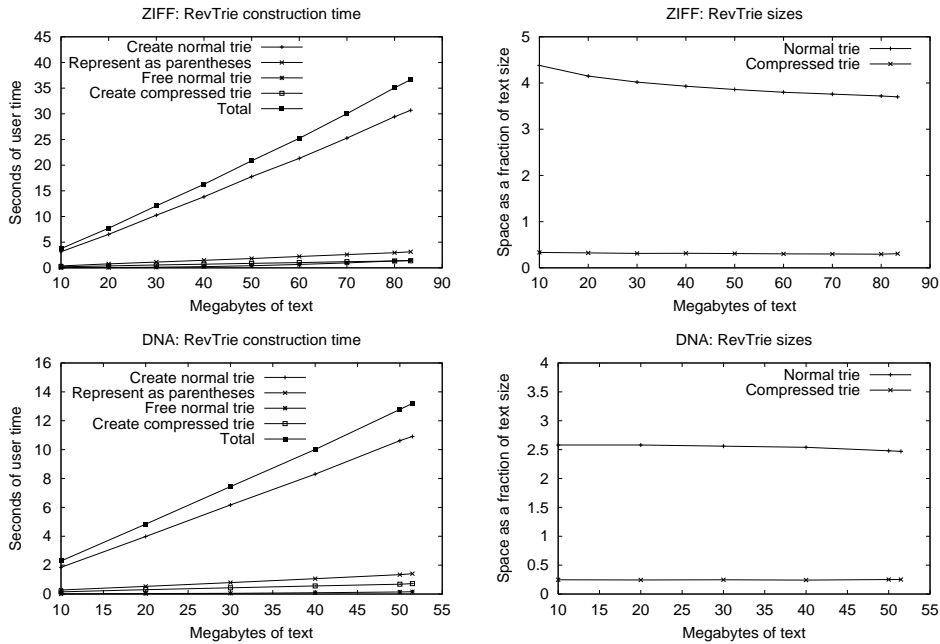 ZIFF: RevTrie construction time
45
40
35
30
25
20
15
10
5
0
Seconds of user time
Create normal trie
Represent as parentheses
Free normal trie
Create compressed trie
Total
10 20 30 40 50 60 70 80 90
Megabytes of text
ZIFF: RevTrie sizes
5
4
3
2
1
0
Space as a fraction of text size
Normal trie
Compressed trie
10 20 30 40 50 60 70 80 90
Megabytes of text
DNA: RevTrie construction time
16
14
12
10
8
6
4
2
0
Seconds of user time
Create normal trie
Represent as parentheses
Free normal trie
Create compressed trie
Total
10 15 20 25 30 35 40 45 50 55
Megabytes of text
DNA: RevTrie sizes
4
3.5
3
2.5
2
1.5
1
0.5
0
Space as a fraction of text size
Normal trie
Compressed trie
10 15 20 25 30 35 40 45 50 55
Megabytes of text